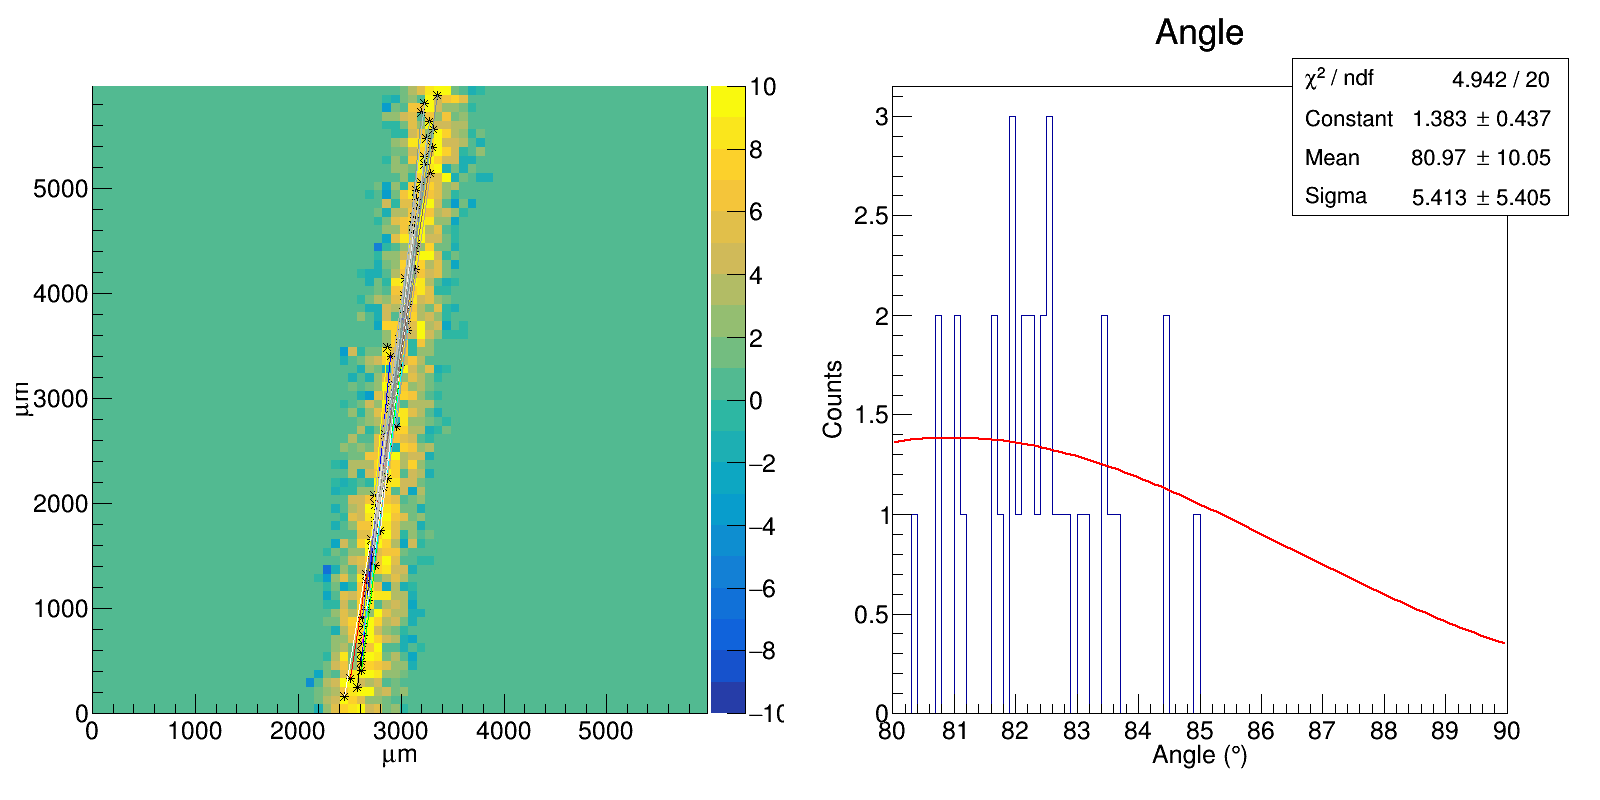 Angle
χ² / ndf 4.942 / 20
Constant 1.383 ± 0.437
Mean 80.97 ± 10.05
Sigma 5.413 ± 5.405
μm
5000
4000
3000
2000
1000
0
0 1000 2000 3000 4000 5000
μm
10
8
6
4
2
0
−2
−4
−6
−8
−10
Counts
3
2.5
2
1.5
1
0.5
0
80 81 82 83 84 85 86 87 88 89 90
Angle (°)